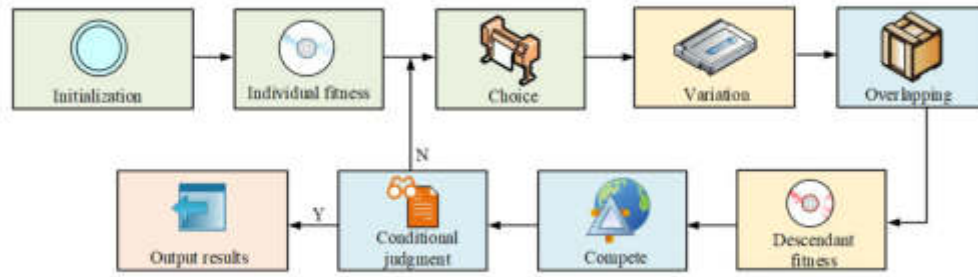 Initialization
Individual fitness
Choice
Variation
Overlapping
N
Y
Output results
Conditional
judgment
Compete
Descendant
fitness